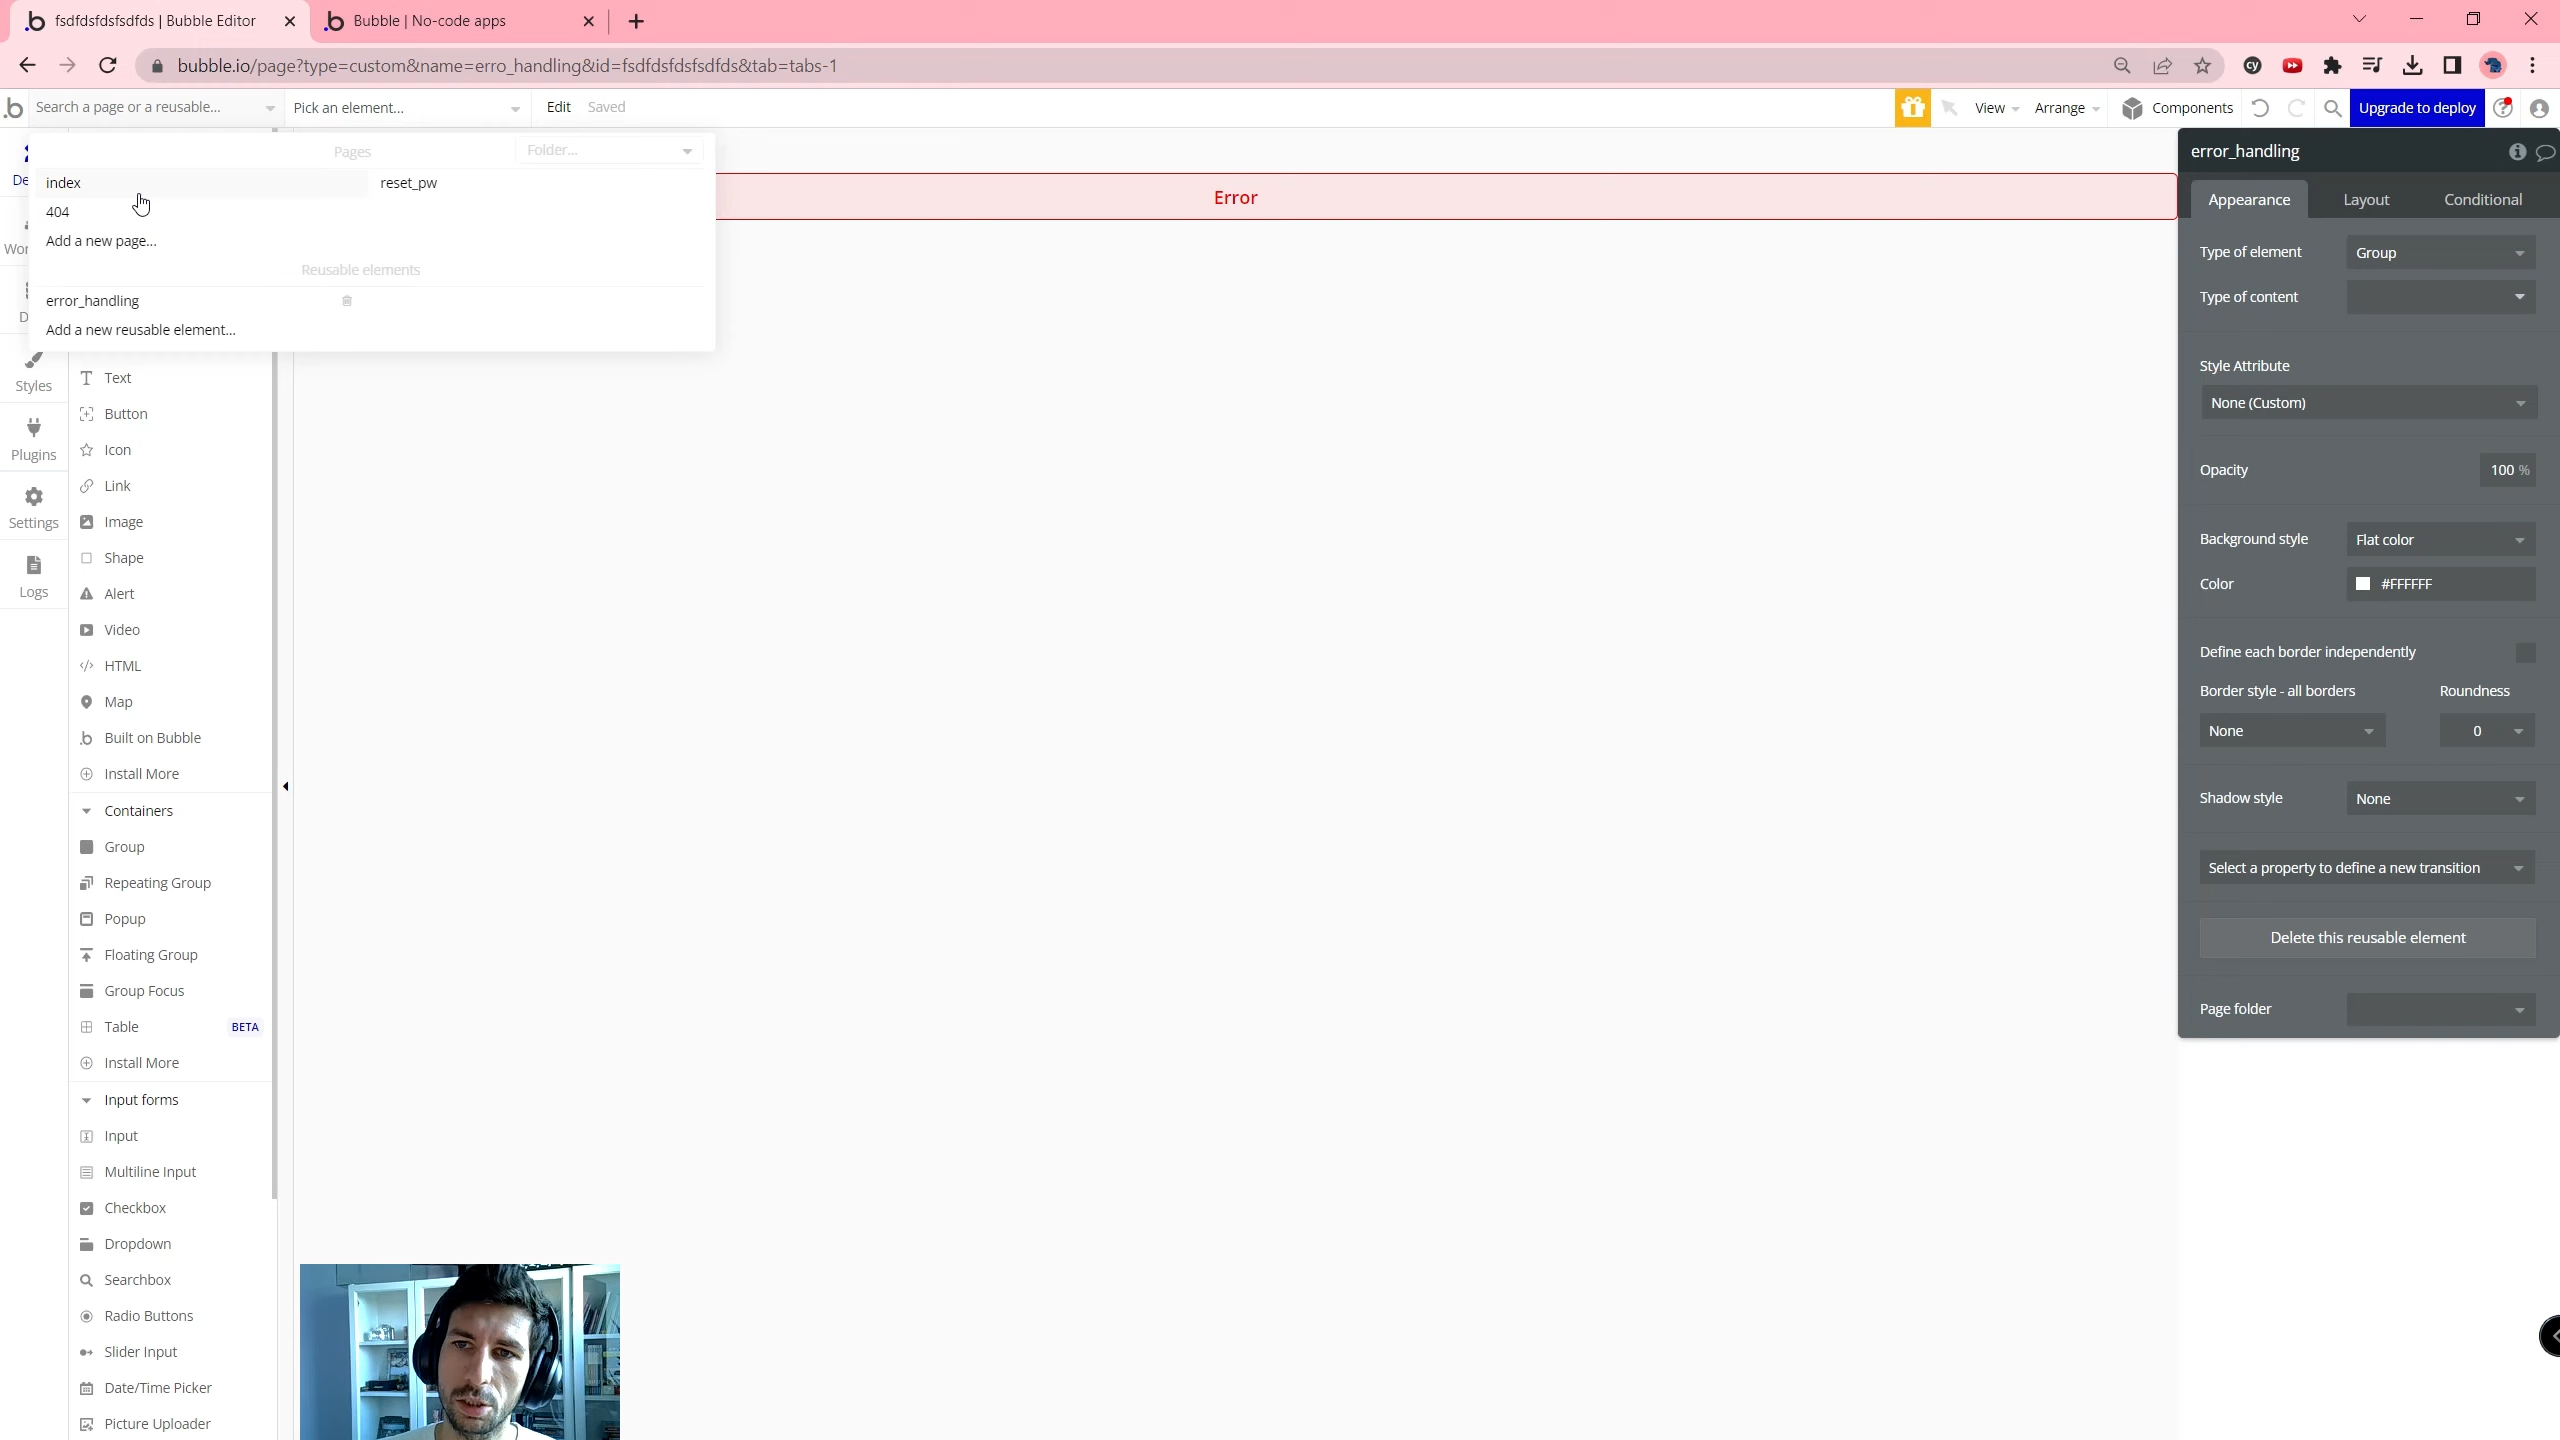 fsdfdsfdsfsdfds | Bubble Editor
Bubble | No-code apps
bubble.io/page?type=custom&name=erro_handling&id=fsdfdsfdsfsdfds&tab=tabs-1
Search a page or a reusable...
Pick an element...
Edit
Saved
View
Arrange
Components
Upgrade to deploy
Pages
Folder...
index
reset_pw
404
Add a new page...
Reusable elements
error_handling
Add a new reusable element...
Error
Styles
Plugins
Settings
Logs
Text
Button
Icon
Link
Image
Shape
Alert
Video
HTML
Map
Built on Bubble
Install More
Containers
Group
Repeating Group
Popup
Floating Group
Group Focus
Table BETA
Install More
Input forms
Input
Multiline Input
Checkbox
Dropdown
Searchbox
Radio Buttons
Slider Input
Date/Time Picker
Picture Uploader
error_handling
Appearance
Layout
Conditional
Type of element Group
Type of content
Style Attribute
None (Custom)
Opacity 100 %
Background style Flat color
Color #FFFFFF
Define each border independently
Border style - all borders Roundness
None 0
Shadow style None
Select a property to define a new transition
Delete this reusable element
Page folder